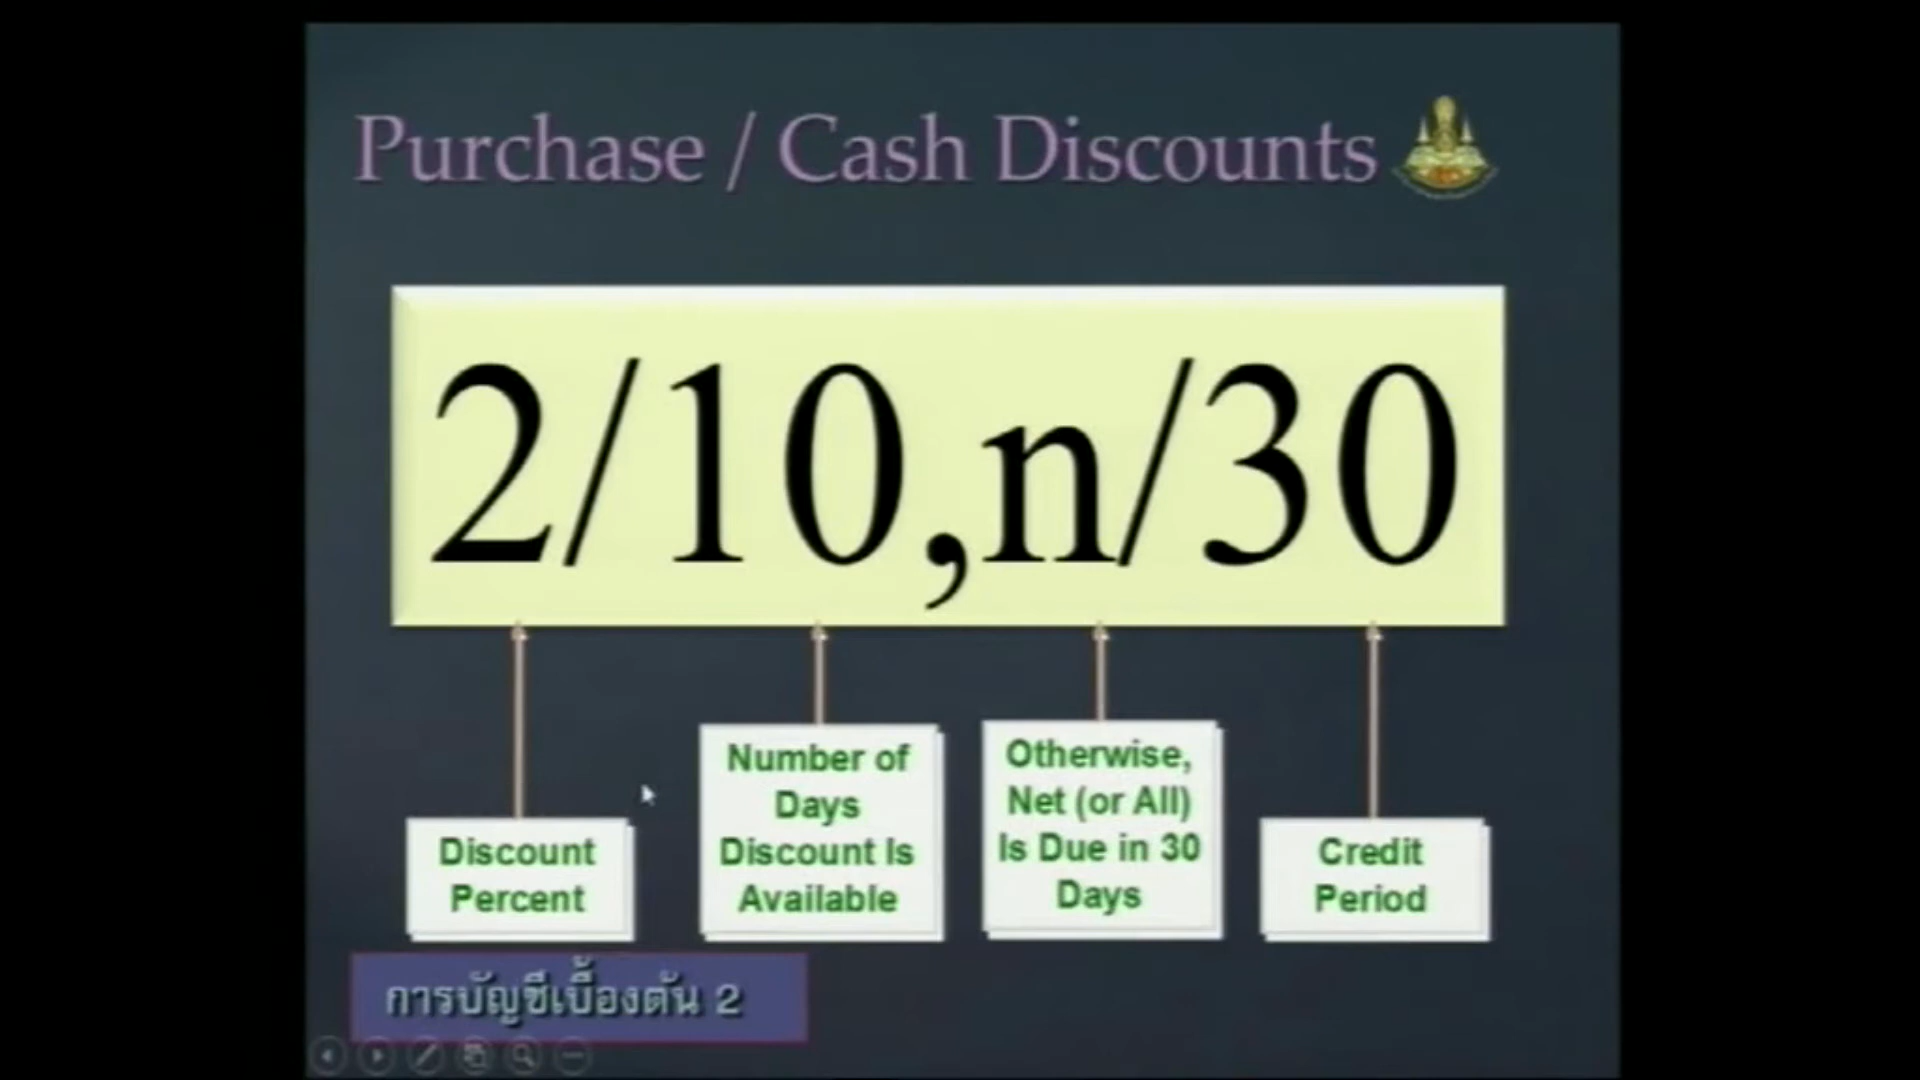 Purchase / Cash Discounts
2/10,n/30
Discount
Percent
Number of
Days
Discount Is
Available
Otherwise,
Net (or All)
Is Due in 30
Days
Credit
Period
การบัญชีเบื้องต้น 2